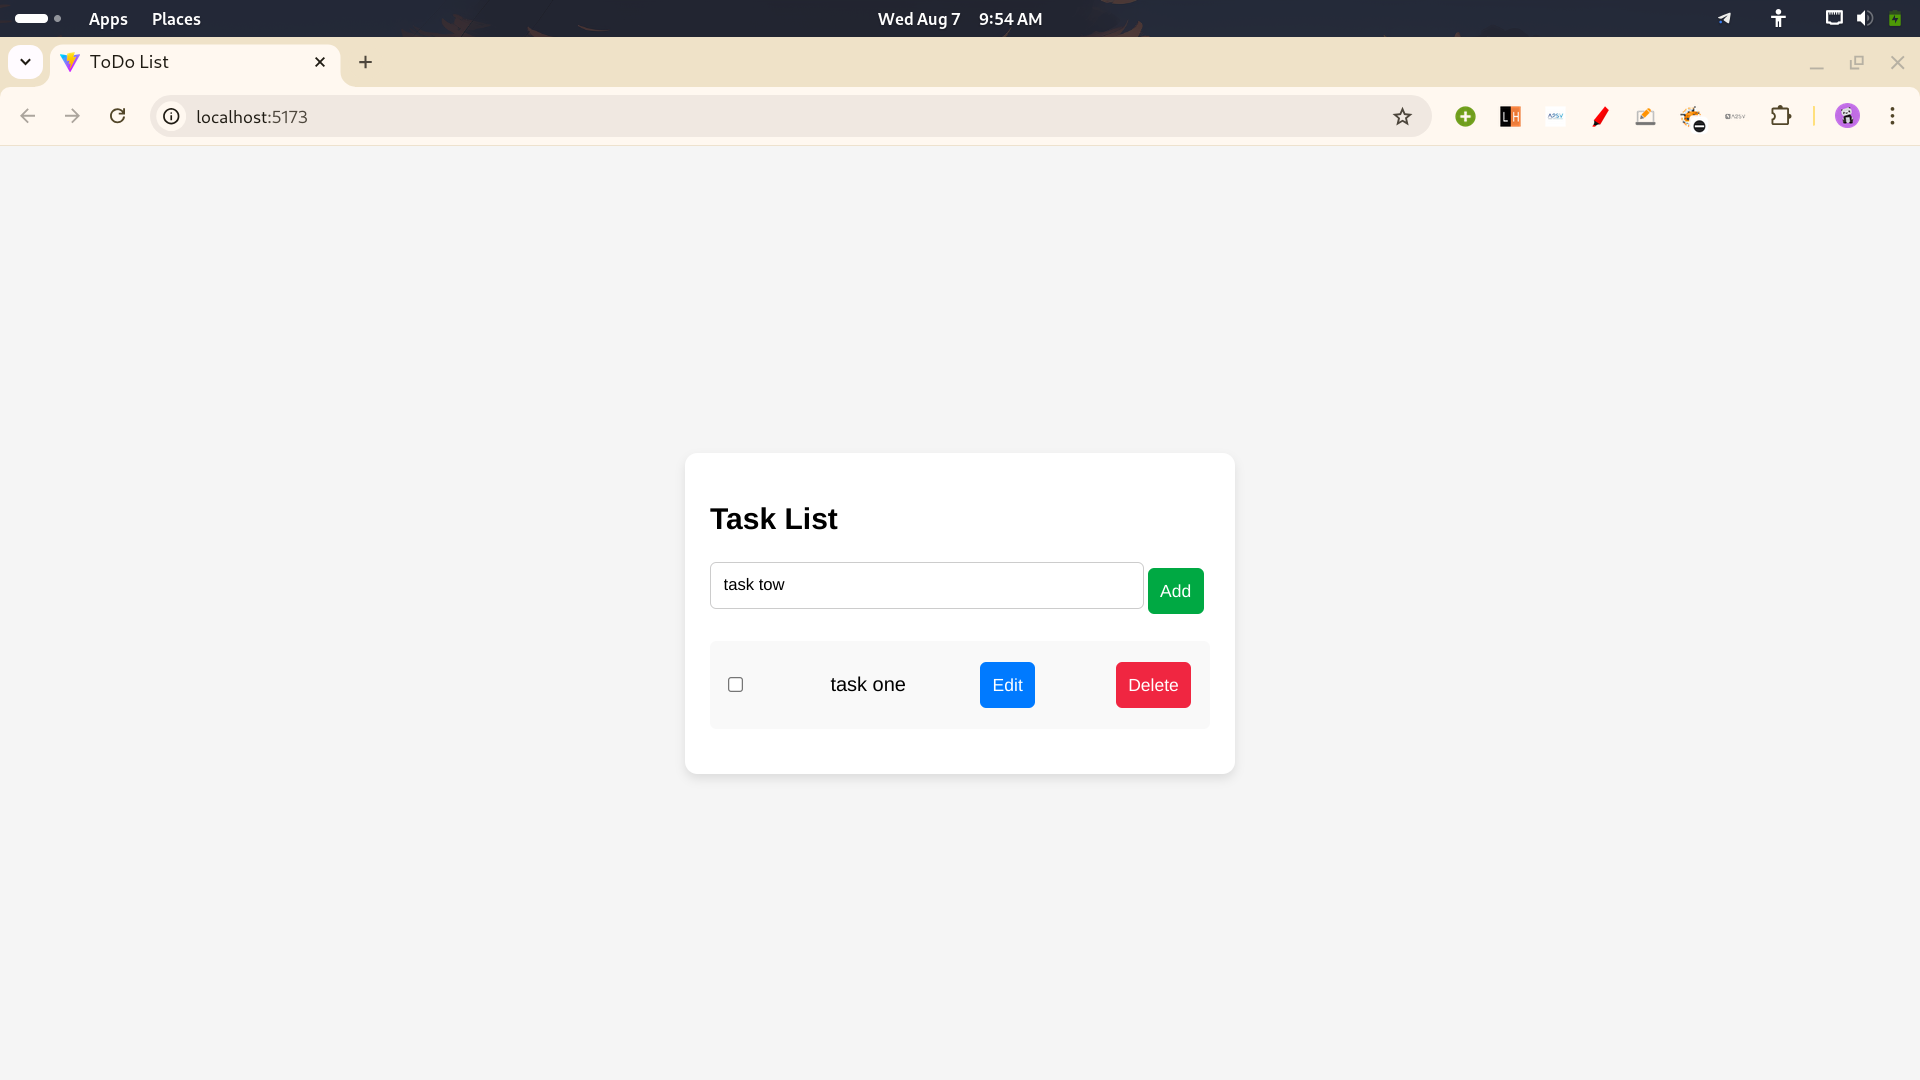 Apps Places Wed Aug 7 9:54 AM
ToDo List
localhost:5173
L H
Task List
task tow
Add
task one Edit Delete